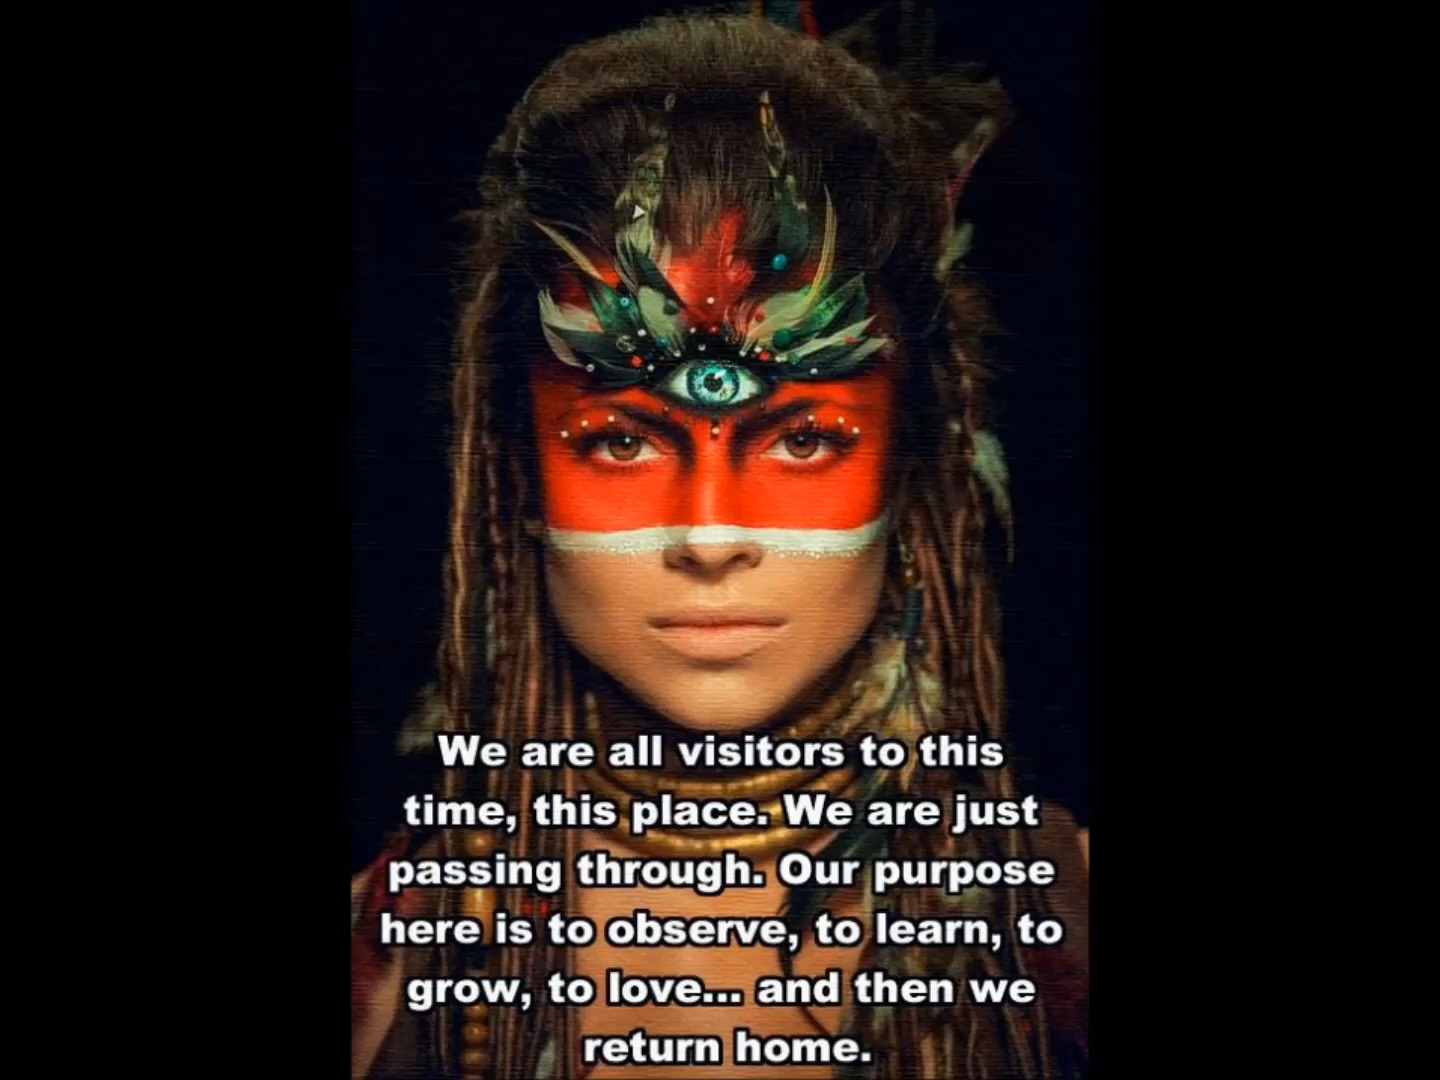 We are all visitors to this
time, this place. We are just
passing through. Our purpose
here is to observe, to learn, to
grow, to love... and then we
return home.